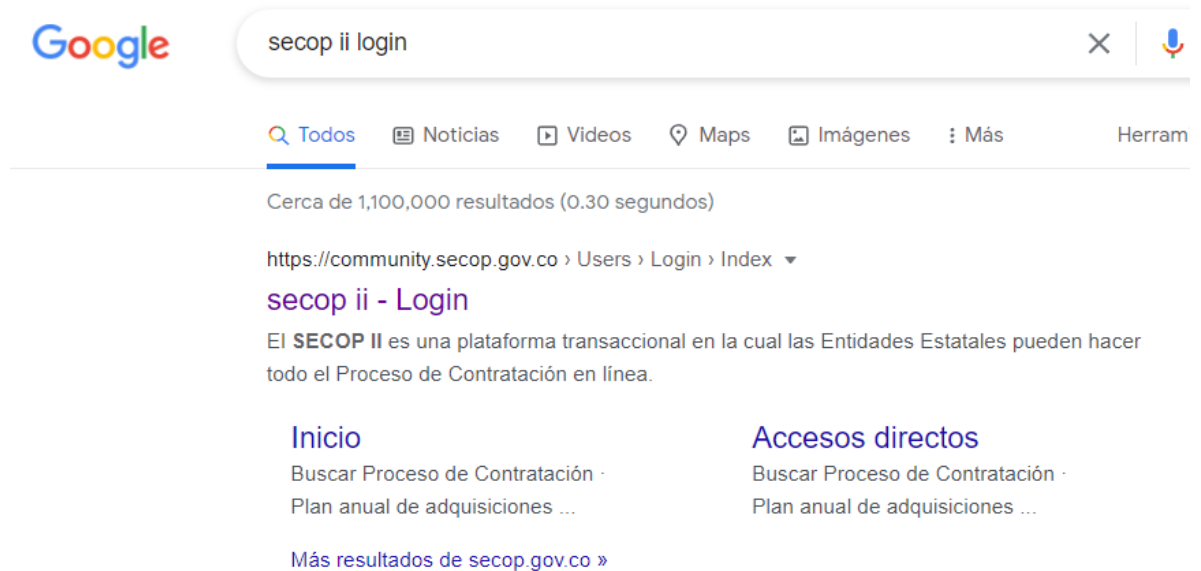 Google
secop ii login
Todos Noticias Videos Maps Imágenes Más Herram
Cerca de 1,100,000 resultados (0.30 segundos)
https://community.secop.gov.co › Users › Login › Index
secop ii - Login
El SECOP II es una plataforma transaccional en la cual las Entidades Estatales pueden hacer
todo el Proceso de Contratación en línea.
Inicio Accesos directos
Buscar Proceso de Contratación · Buscar Proceso de Contratación ·
Plan anual de adquisiciones ... Plan anual de adquisiciones ...
Más resultados de secop.gov.co »